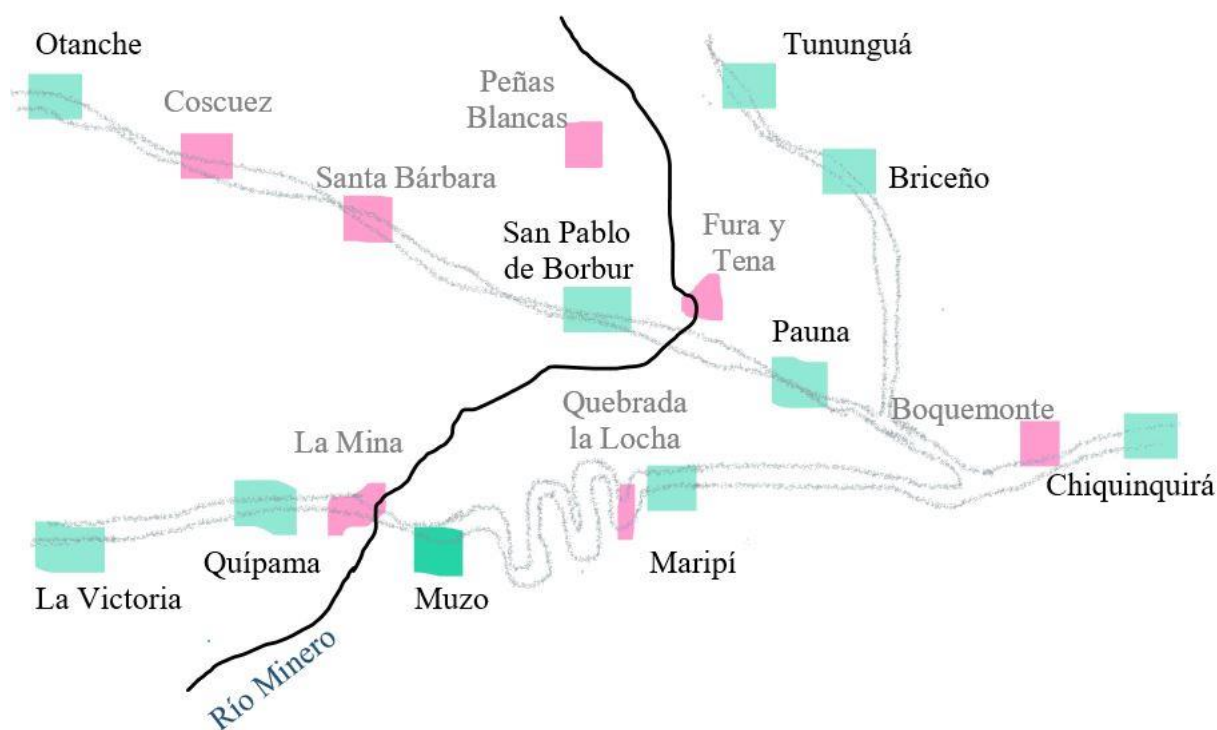 Otanche
Tununguá
Peñas
Blancas
Coscuez
Santa Bárbara
Briceño
San Pablo
de Borbur
Fura y
Tena
Pauna
Quebrada
la Locha
Boquemonte
La Mina
Chiquinquirá
Quípama
Maripí
La Victoria
Muzo
Río Minero